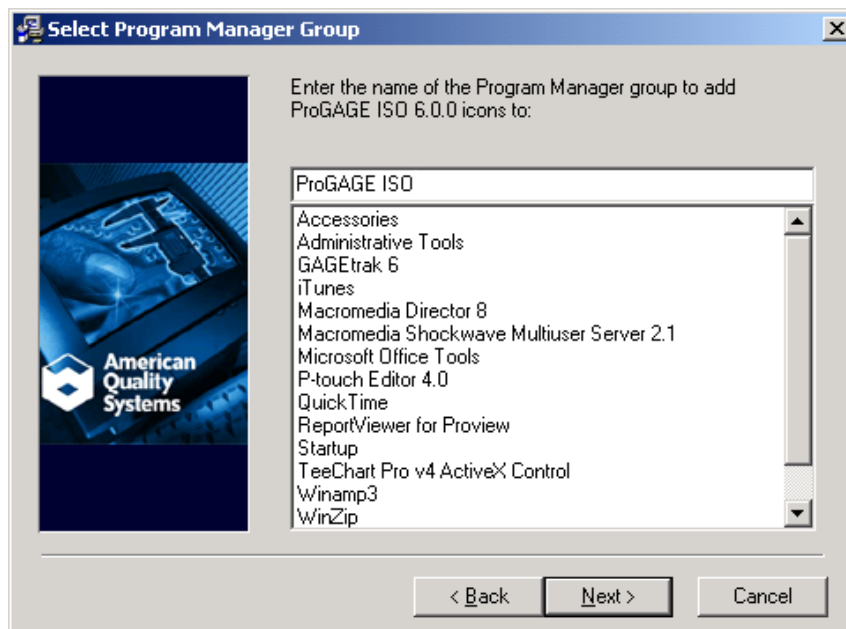 Select Program Manager Group
Enter the name of the Program Manager group to add
ProGAGE ISO 6.0.0 icons to:
ProGAGE ISO
Accessories
Administrative Tools
GAGEtrak 6
iTunes
Macromedia Director 8
Macromedia Shockwave Multiuser Server 2.1
Microsoft Office Tools
P-touch Editor 4.0
QuickTime
ReportViewer for Proview
Startup
TeeChart Pro v4 ActiveX Control
Winamp3
WinZip
American
Quality
Systems
< Back
Next >
Cancel